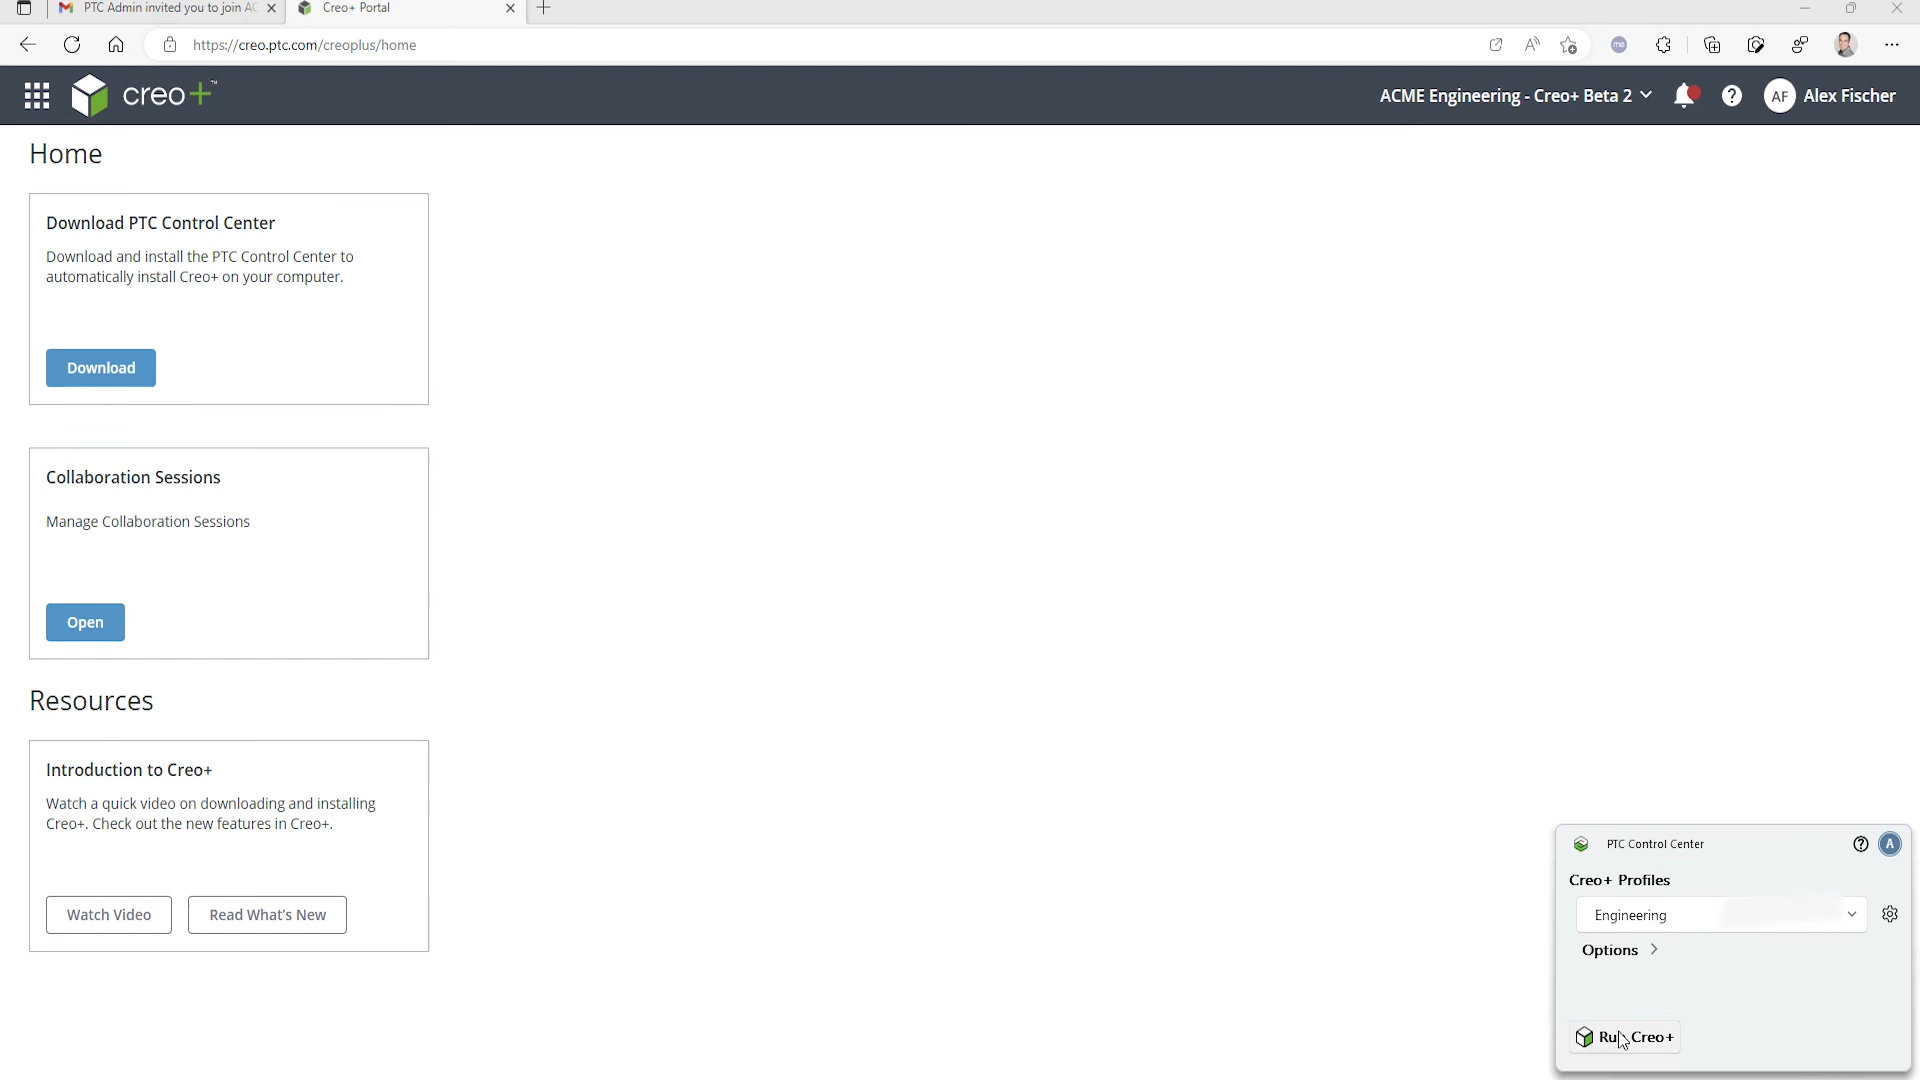 PTC Admin invited you to join AC
Creo+ Portal
https://creo.ptc.com/creoplus/home
me
creo+™
ACME Engineering - Creo+ Beta 2
AF
Alex Fischer
Home
Download PTC Control Center
Download and install the PTC Control Center to
automatically install Creo+ on your computer.
Download
Collaboration Sessions
Manage Collaboration Sessions
Open
Resources
Introduction to Creo+
Watch a quick video on downloading and installing
Creo+. Check out the new features in Creo+.
Watch Video
Read What's New
PTC Control Center
A
Creo+ Profiles
Engineering
Options
Run Creo+